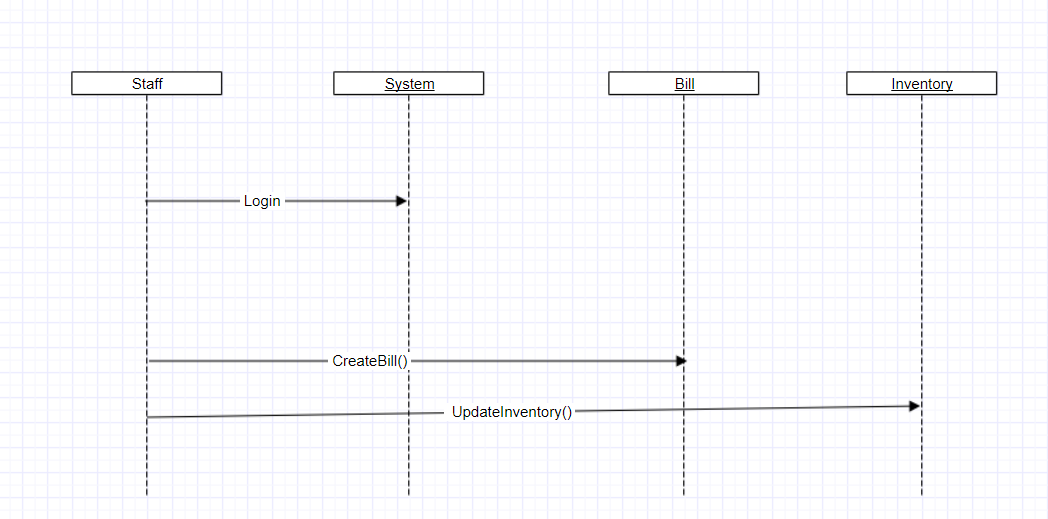 Staff
System
Bill
Inventory
Login
CreateBill()
UpdateInventory()